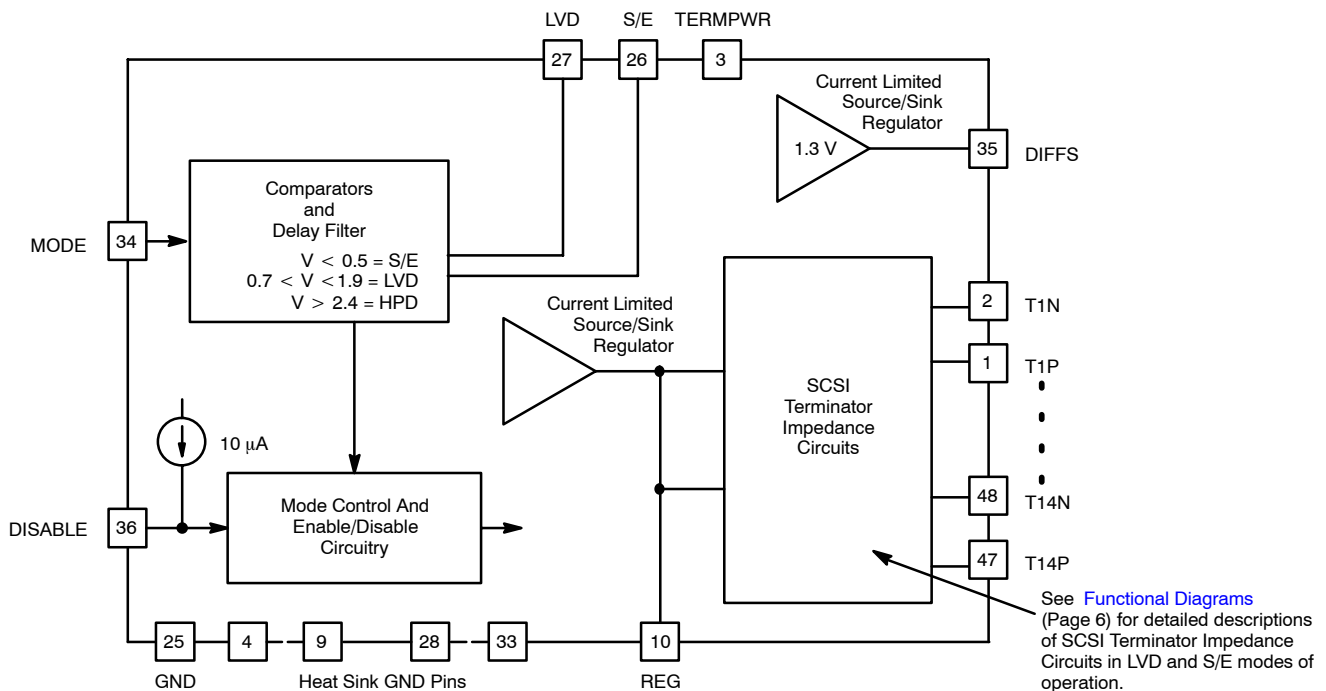 LVD
S/E
TERMPWR
27
26
3
Current Limited
Source/Sink
Regulator
1.3 V
35
DIFFS
Comparators
and
Delay Filter
V < 0.5 = S/E
0.7 < V < 1.9 = LVD
V > 2.4 = HPD
MODE
34
Current Limited
Source/Sink
Regulator
2
T1N
1
T1P
SCSI
Terminator
Impedance
Circuits
10 μA
48
T14N
Mode Control And
Enable/Disable
Circuitry
DISABLE
36
47
T14P
See Functional Diagrams
(Page 6) for detailed descriptions
of SCSI Terminator Impedance
Circuits in LVD and S/E modes of
operation.
25
4
9
28
33
10
GND
Heat Sink GND Pins
REG